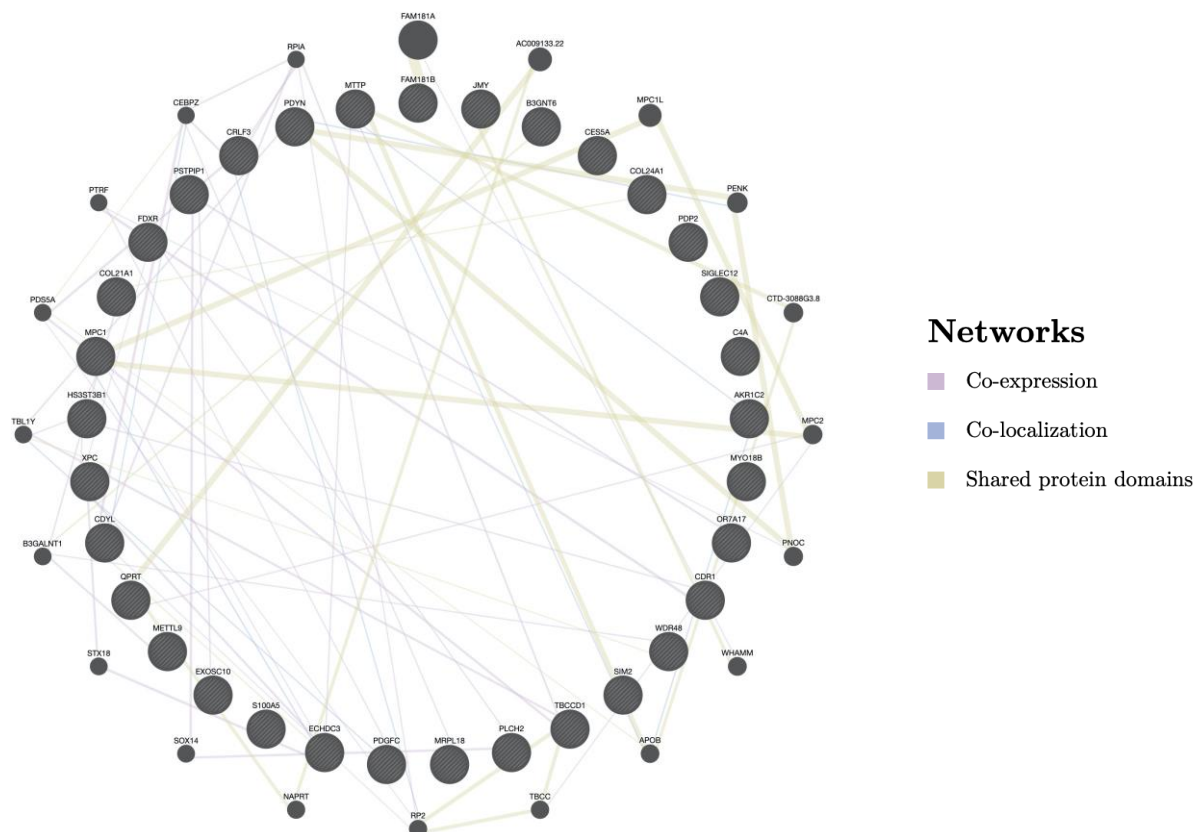 FAM181A
RPIA
AC009133.22
MTTP
FAM181B
JMY
CEBPZ
PDYN
B3GNT6
MPC1L
CRLF3
CES5A
PSTPIP1
COL24A1
PTRF
PENK
FDXR
PDP2
COL21A1
SIGLEC12
PDS5A
CTD-3088G3.8
MPC1
C4A
HS3ST3B1
AKR1C2
TBL1Y
MPC2
XPC
MYO18B
CDYL
OR7A17
B3GALNT1
PNOC
QPRT
CDR1
METTL9
WDR48
STX18
WHAMM
EXOSC10
SIM2
S100A5
TBCCD1
ECHDC3
PDGFC
MRPL18
PLCH2
SOX14
APOB
NAPRT
TBCC
RP2
Networks
Co-expression
Co-localization
Shared protein domains